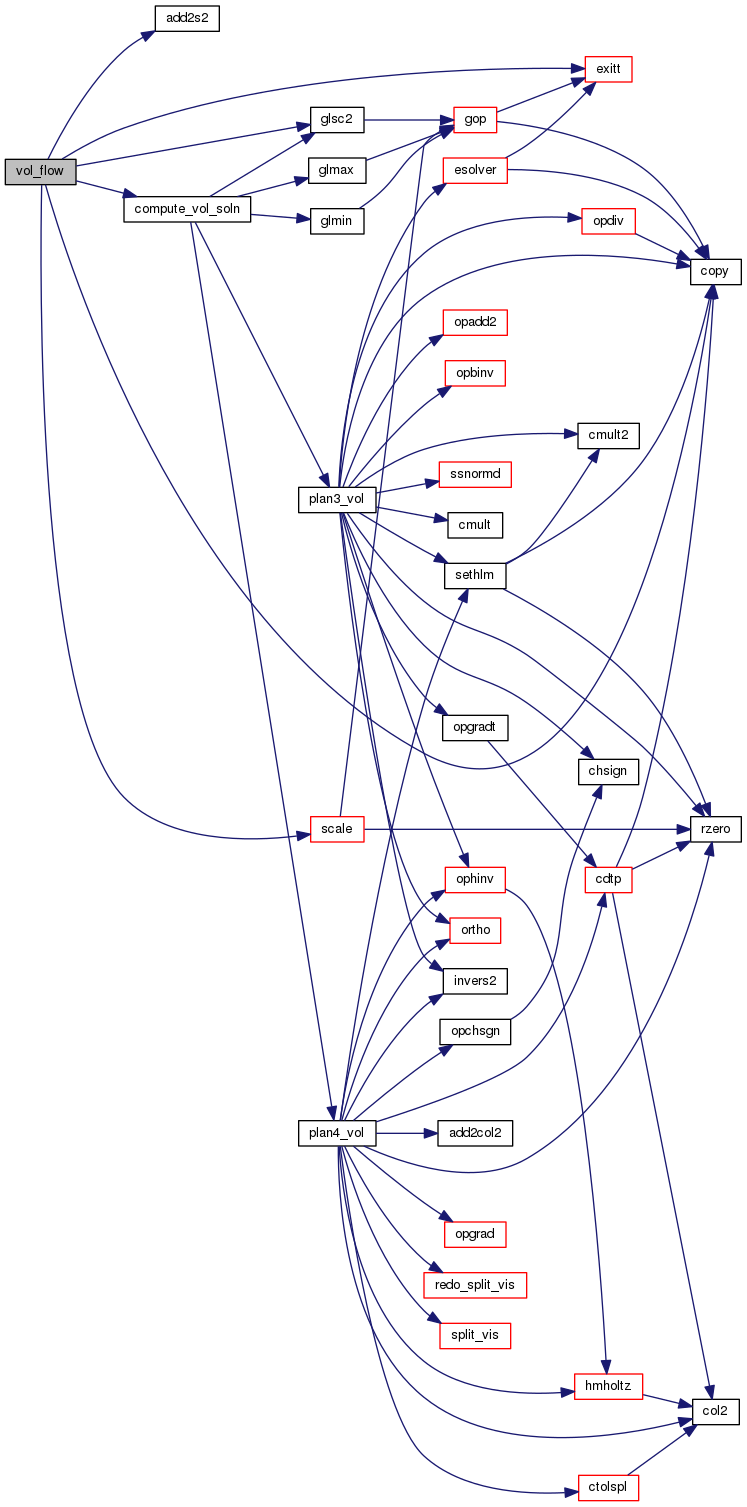 add2s2
exitt
glsc2
gop
vol_flow
glmax
esolver
compute_vol_soln
glmin
opdiv
copy
opadd2
opbinv
cmult2
ssnormd
plan3_vol
cmult
sethlm
opgradt
chsign
scale
rzero
ophinv
cdtp
ortho
invers2
opchsgn
plan4_vol
add2col2
opgrad
redo_split_vis
split_vis
hmholtz
col2
ctolspl